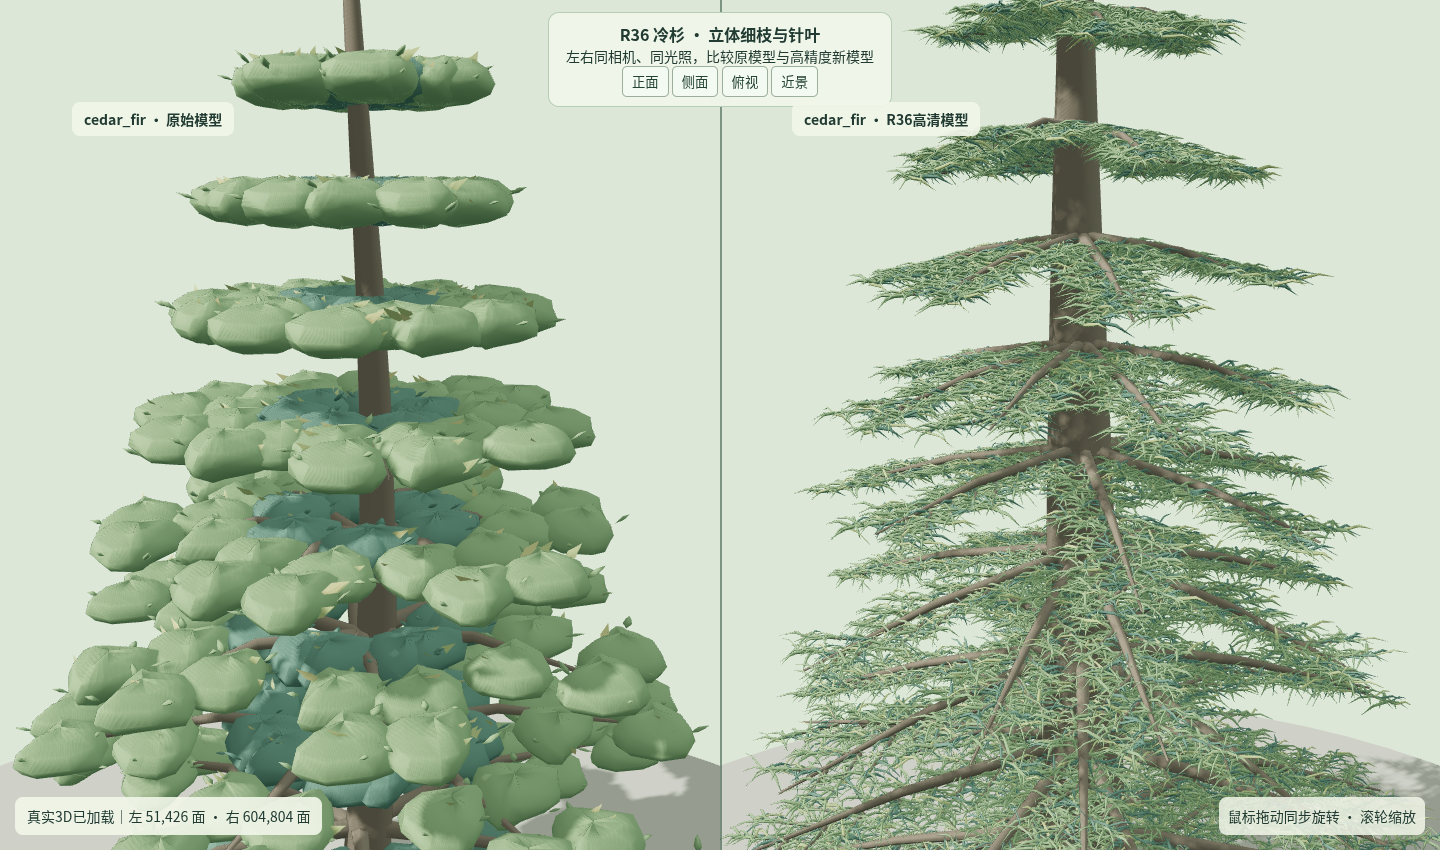 R36 冷杉 · 立体细枝与针叶
左右同相机、同光照，比较原模型与高精度新模型
正面 侧面 俯视 近景
cedar_fir · 原始模型
cedar_fir · R36高清模型
真实3D已加载｜左 51,426 面 · 右 604,804 面
鼠标拖动同步旋转 · 滚轮缩放